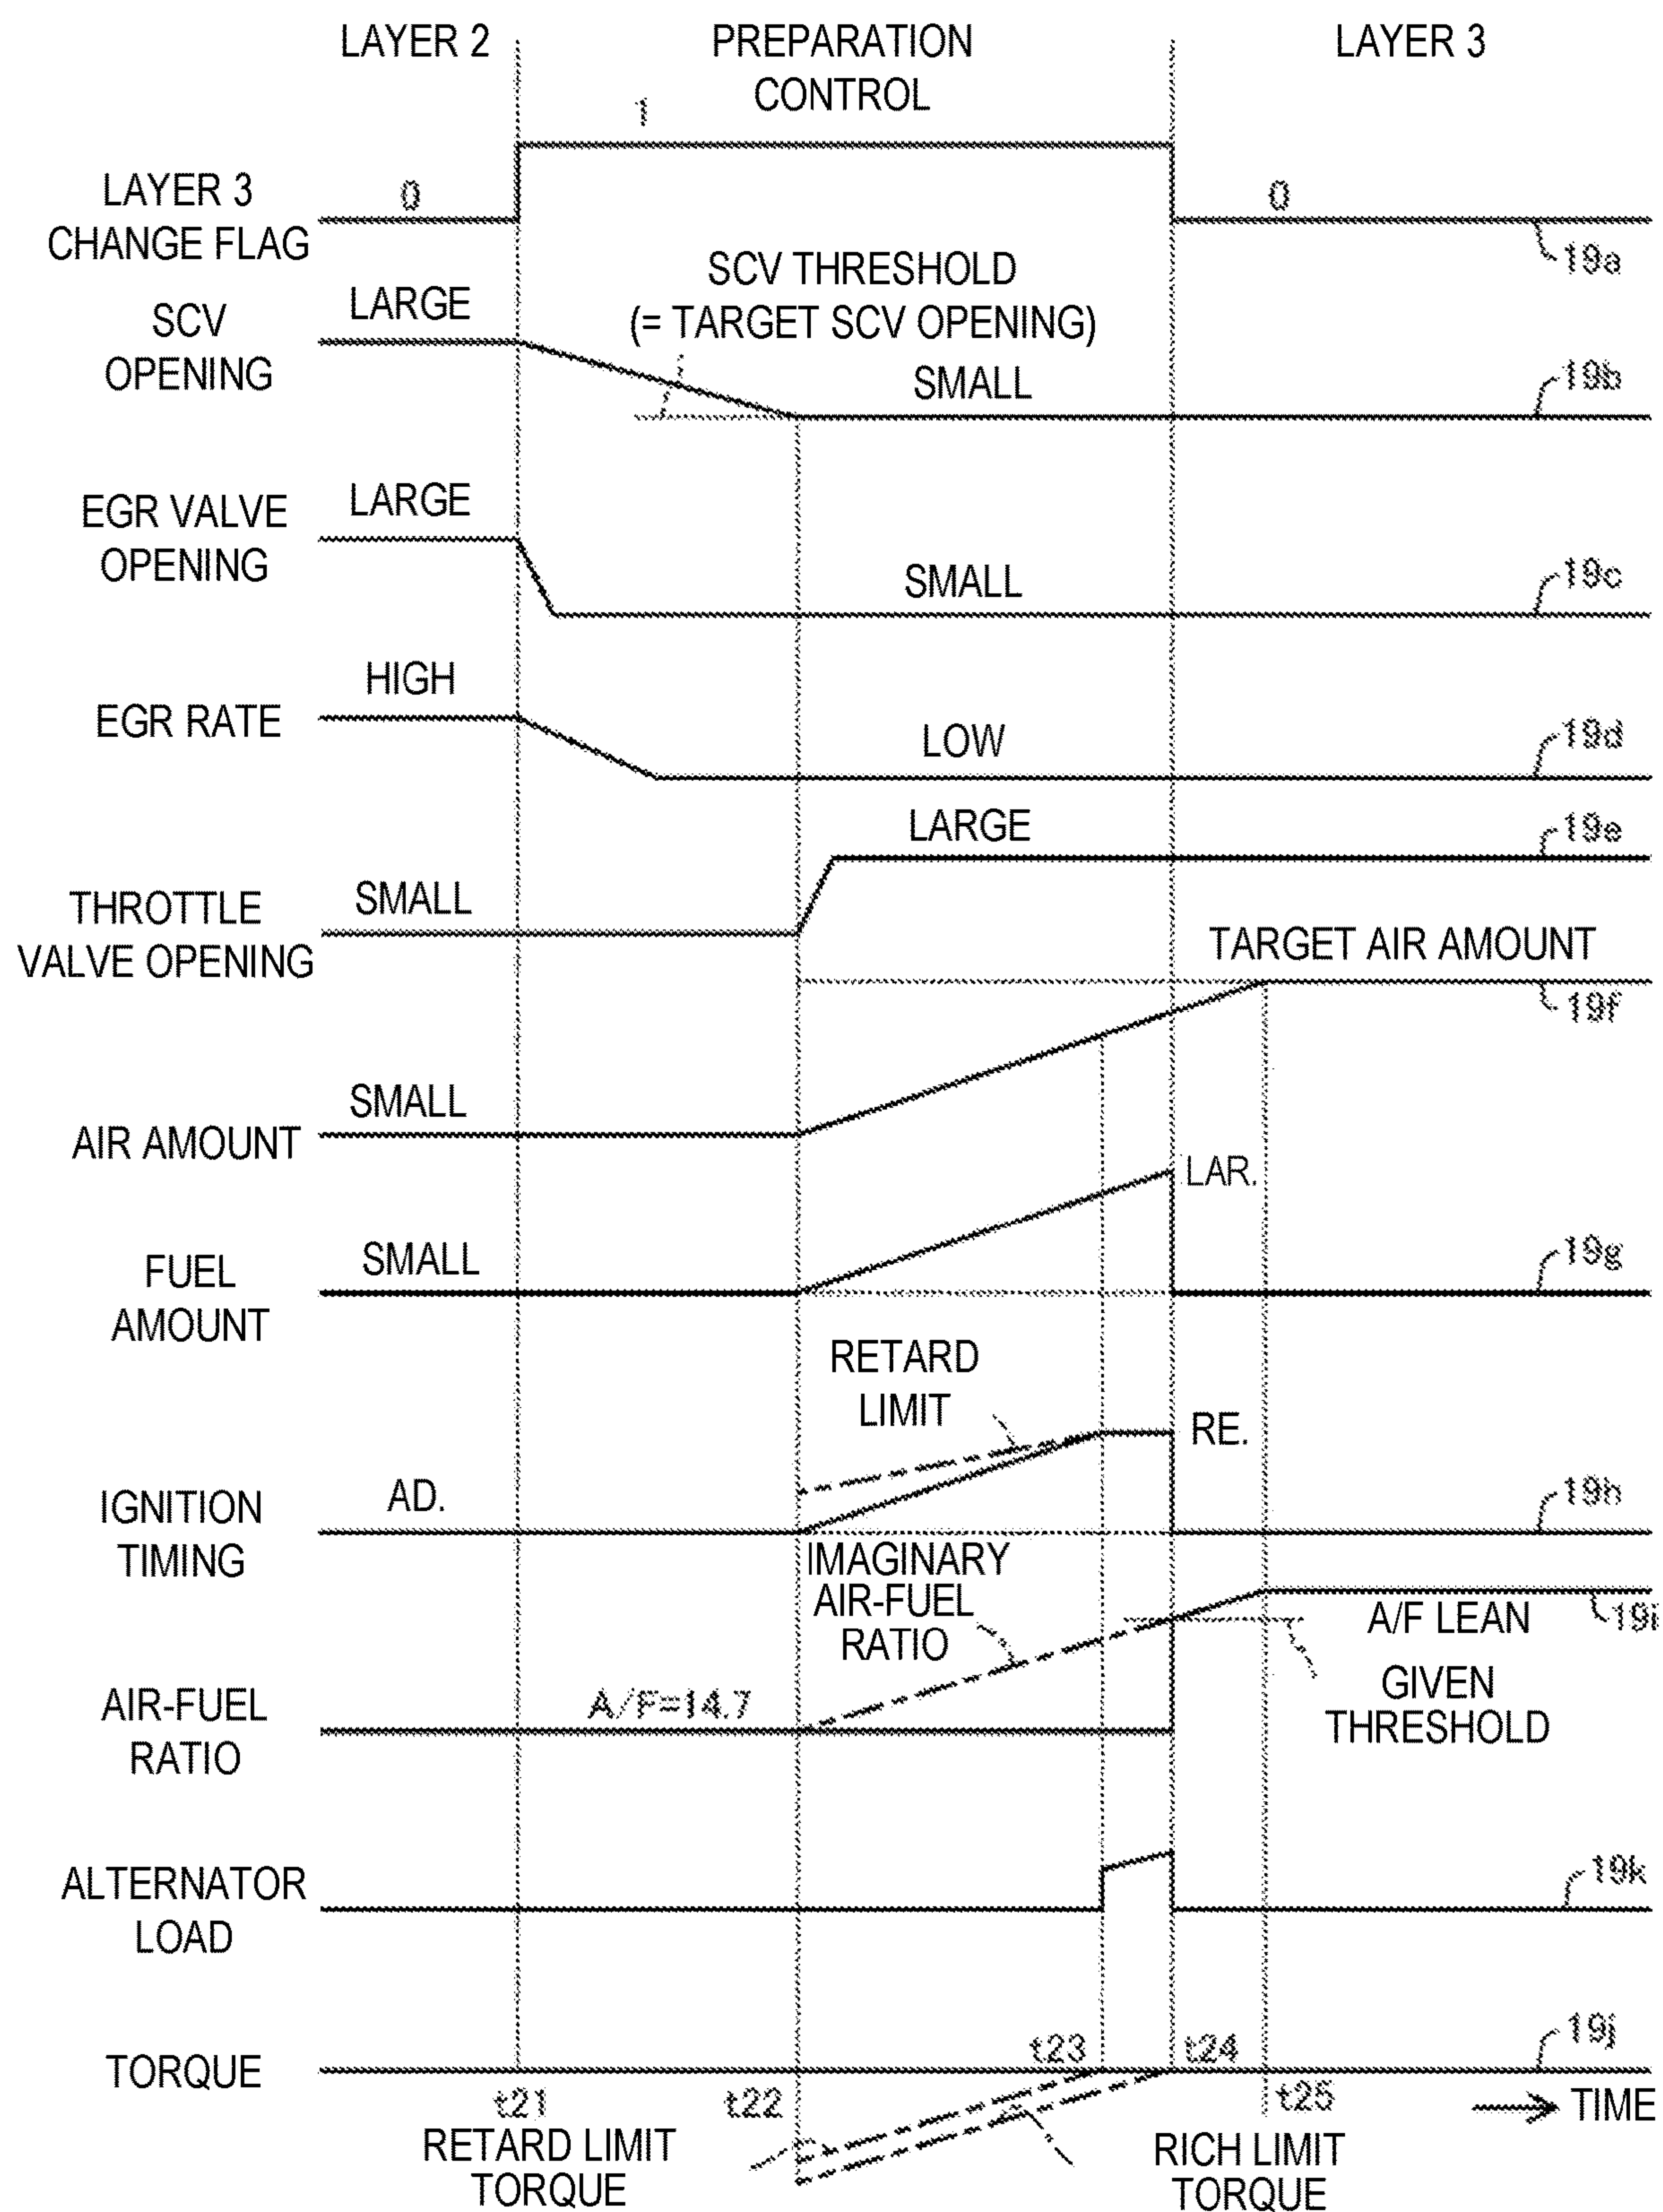 LAYER 2
PREPARATION
CONTROL
LAYER 3
1
LAYER 3
CHANGE FLAG
0
0
19a
SCV
OPENING
LARGE
SCV THRESHOLD
(= TARGET SCV OPENING)
SMALL
19b
EGR VALVE
OPENING
LARGE
SMALL
19c
EGR RATE
HIGH
LOW
19d
THROTTLE
VALVE OPENING
SMALL
LARGE
19e
TARGET AIR AMOUNT
19f
AIR AMOUNT
SMALL
FUEL
AMOUNT
SMALL
LAR.
19g
RETARD
LIMIT
IGNITION
TIMING
AD.
RE.
19h
IMAGINARY
AIR-FUEL
RATIO
A/F LEAN
19i
GIVEN
THRESHOLD
AIR-FUEL
RATIO
A/F=14.7
ALTERNATOR
LOAD
19k
TORQUE
t23
t24
19j
t21
t22
t25
TIME
RETARD LIMIT
TORQUE
RICH LIMIT
TORQUE